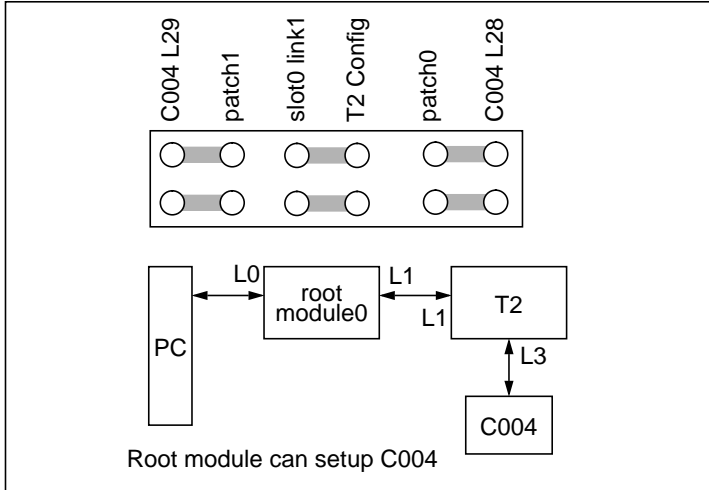 C004 L29
patch1
slot0 link1
T2 Config
patch0
C004 L28
L0
root
module0
L1
L1
T2
PC
L3
C004
Root module can setup C004